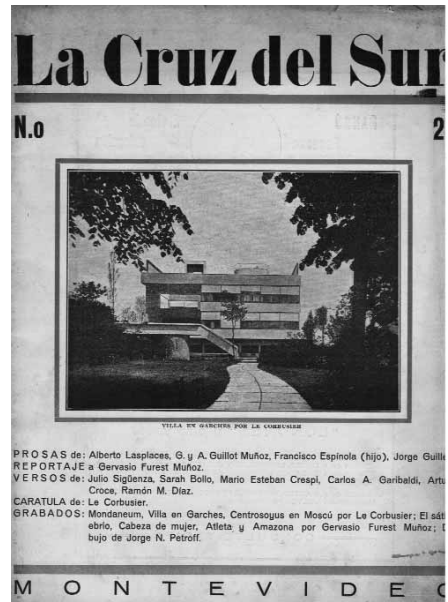 La Cruz del Sur
N.o 2
VILLA EN GARCHES POR LE CORBUSIER
PROSAS de: Alberto Lasplaces, G. y A. Guillot Muñoz, Francisco Espínola (hijo), Jorge Guille
REPORTAJE a Gervasio Furest Muñoz.
VERSOS de: Julio Sigüenza, Sarah Bollo, Mario Esteban Crespi, Carlos A. Garibaldi, Artu
Croce, Ramón M. Díaz.
CARATULA de: Le Corbusier.
GRABADOS: Mondaneum, Villa en Garches, Centrosoyus en Moscú por Le Corbusier; El sáti
ebrio, Cabeza de mujer, Atleta y Amazona por Gervasio Furest Muñoz; D
bujo de Jorge N. Petroff.
MONTEVIDEO